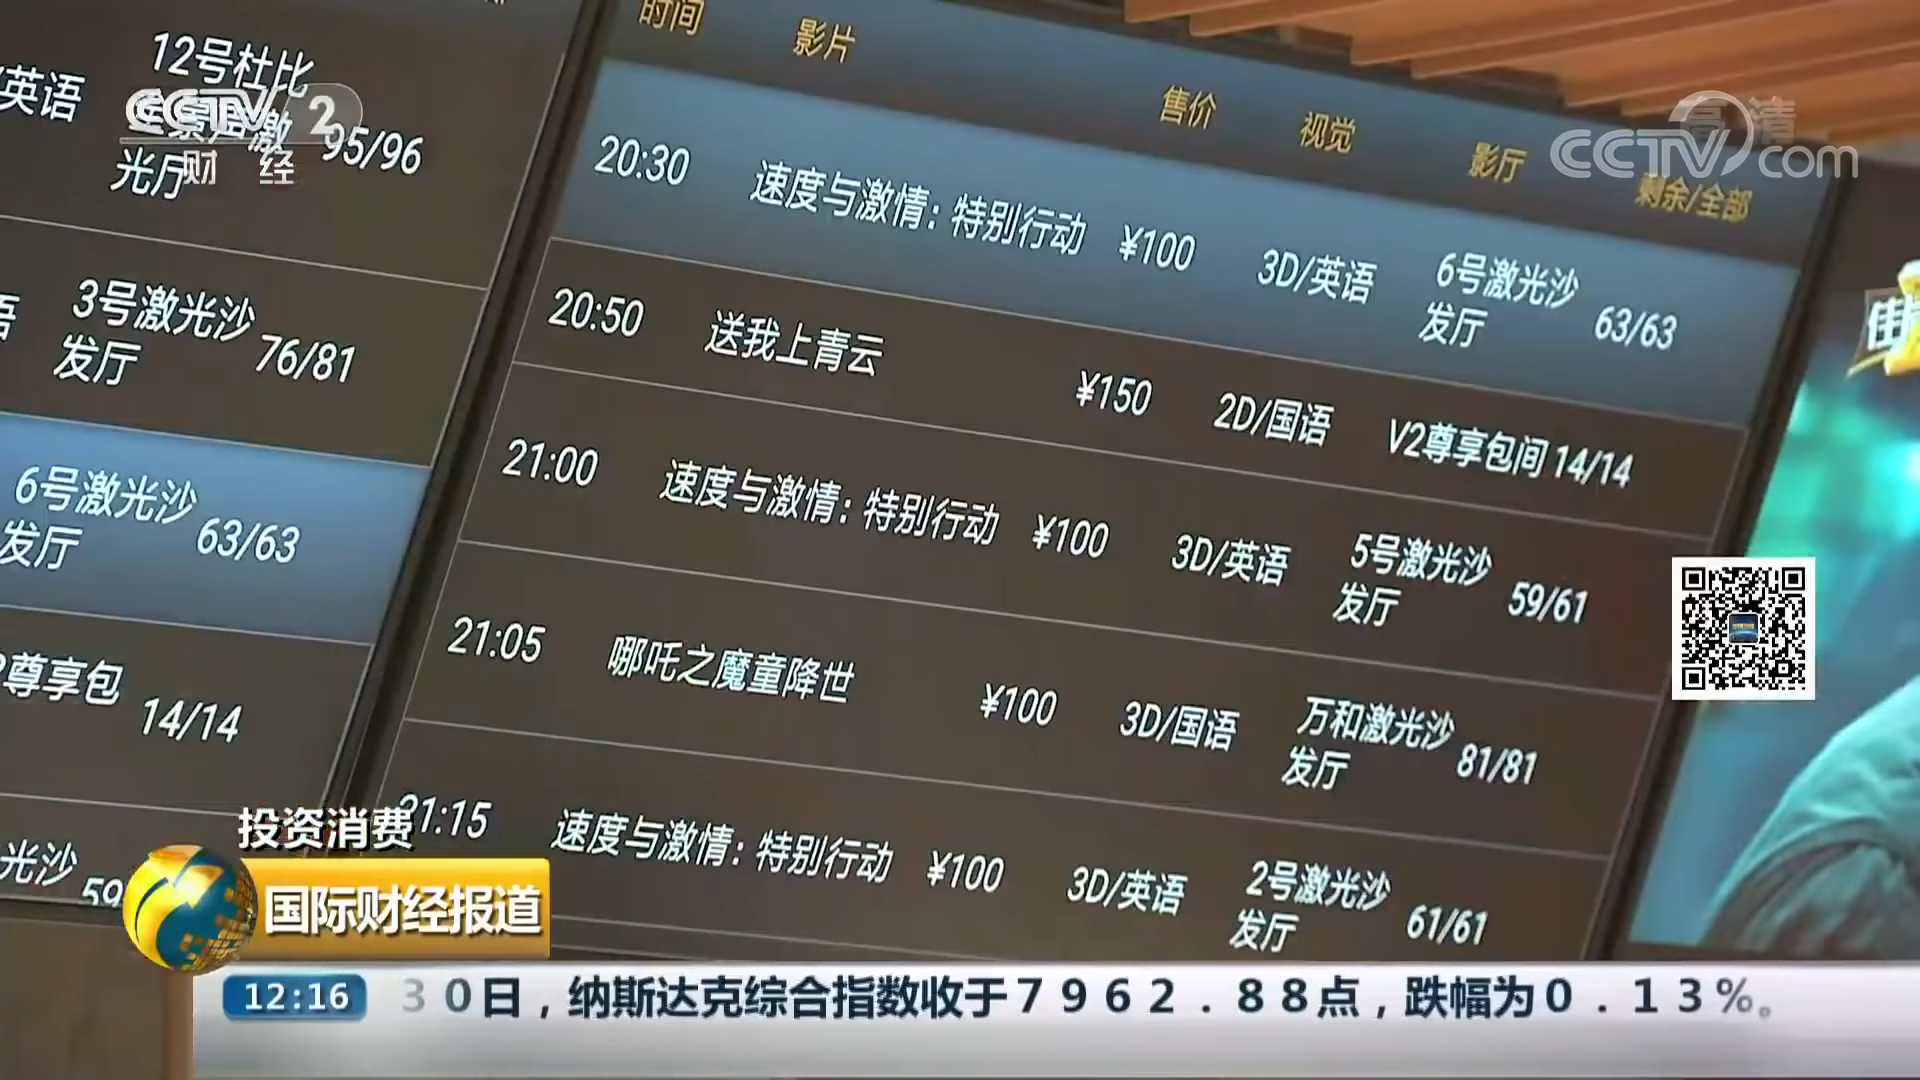 时间 影片 售价 视觉 影厅 剩余/全部
20:30 速度与激情：特别行动 ¥100 3D/英语 6号激光沙发厅 63/63
20:50 送我上青云 ¥150 2D/国语 V2尊享包间 14/14
21:00 速度与激情：特别行动 ¥100 3D/英语 5号激光沙发厅 59/61
21:05 哪吒之魔童降世 ¥100 3D/国语 万和激光沙发厅 81/81
21:15 速度与激情：特别行动 ¥100 3D/英语 2号激光沙发厅 61/61
英语 12号杜比全景声激光厅 95/96
3号激光沙发厅 76/81
6号激光沙发厅 63/63
尊享包 14/14
光沙 59
CCTV 2
财经
高清
CCTV.com
街
投资消费
国际财经报道
12:16 30日，纳斯达克综合指数收于7962.88点，跌幅为0.13%。